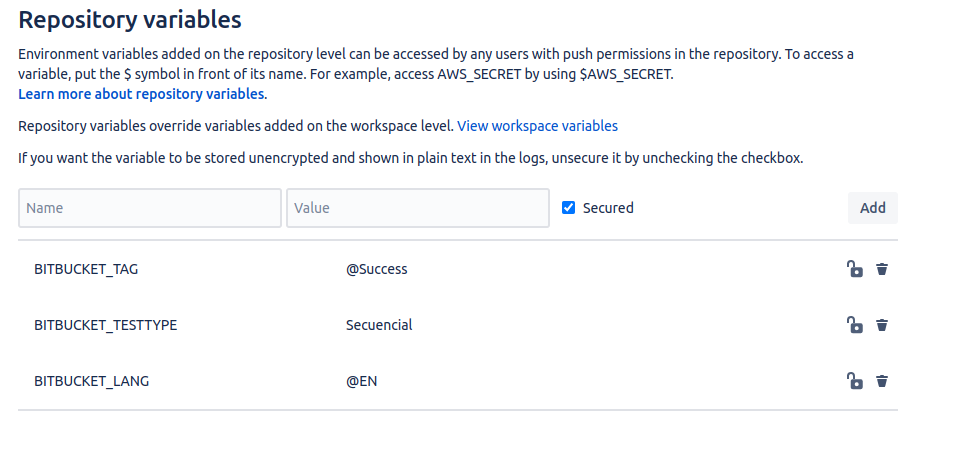 Repository variables
Environment variables added on the repository level can be accessed by any users with push permissions in the repository. To access a
variable, put the $ symbol in front of its name. For example, access AWS_SECRET by using $AWS_SECRET.
Learn more about repository variables.
Repository variables override variables added on the workspace level. View workspace variables
If you want the variable to be stored unencrypted and shown in plain text in the logs, unsecure it by unchecking the checkbox.
Name Value Secured Add
BITBUCKET_TAG @Success
BITBUCKET_TESTTYPE Secuencial
BITBUCKET_LANG @EN